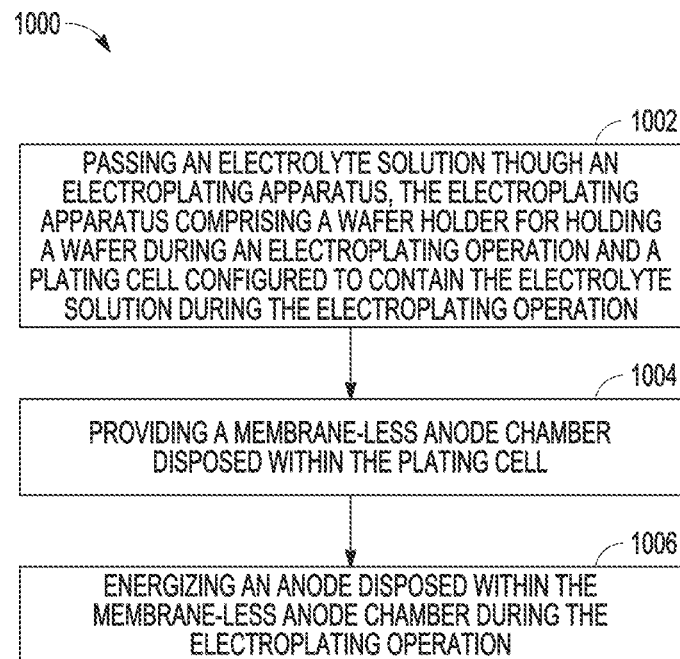 1000
1002
PASSING AN ELECTROLYTE SOLUTION THOUGH AN
ELECTROPLATING APPARATUS, THE ELECTROPLATING
APPARATUS COMPRISING A WAFER HOLDER FOR HOLDING
A WAFER DURING AN ELECTROPLATING OPERATION AND A
PLATING CELL CONFIGURED TO CONTAIN THE ELECTROLYTE
SOLUTION DURING THE ELECTROPLATING OPERATION
1004
PROVIDING A MEMBRANE-LESS ANODE CHAMBER
DISPOSED WITHIN THE PLATING CELL
1006
ENERGIZING AN ANODE DISPOSED WITHIN THE
MEMBRANE-LESS ANODE CHAMBER DURING THE
ELECTROPLATING OPERATION